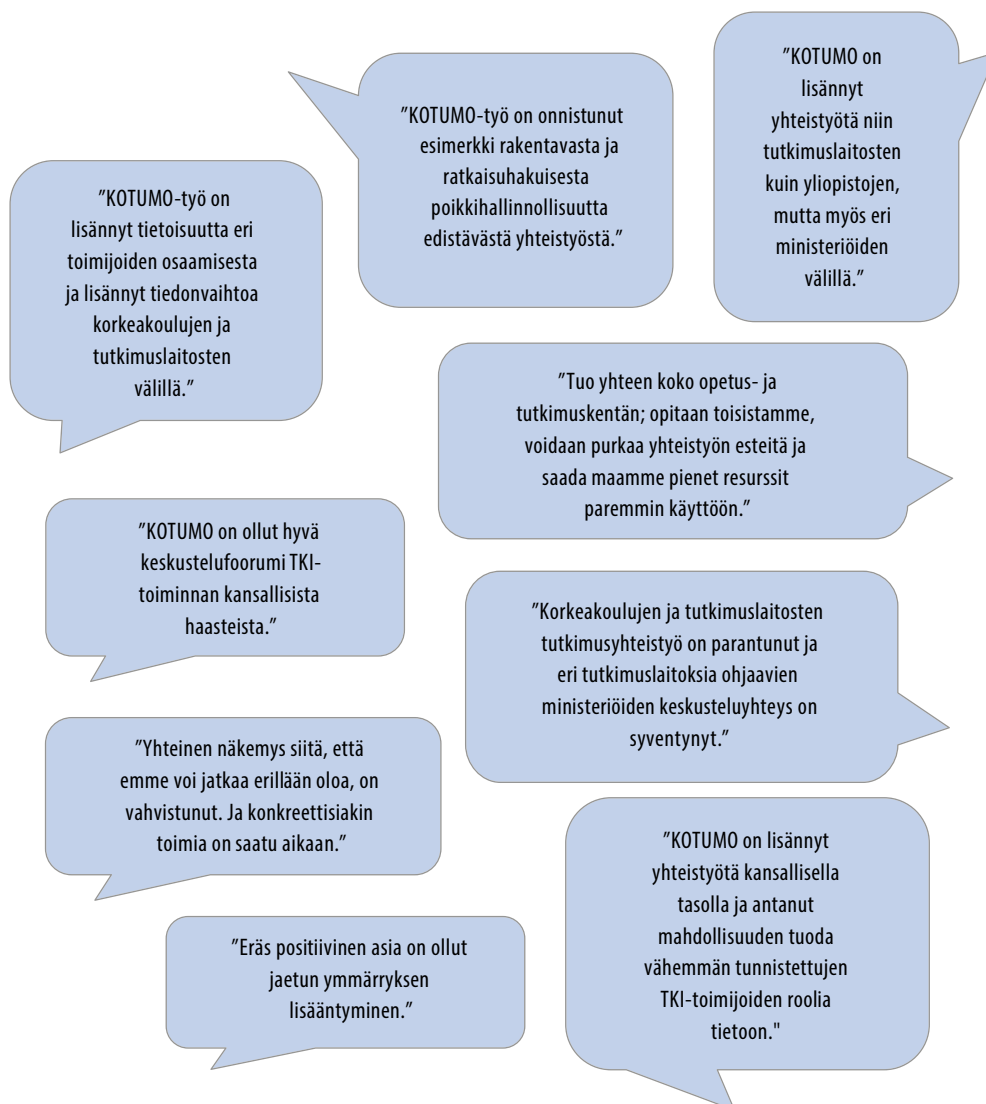 "KOTUMO-työ on
lisännyt tietoisuutta eri
toimijoiden osaamisesta
ja lisännyt tiedonvaihtoa
korkeakoulujen ja
tutkimuslaitosten
välillä."
"KOTUMO-työ on onnistunut
esimerkki rakentavasta ja
ratkaisuhakuisesta
poikkihallinnollisuutta
edistävästä yhteistyöstä."
"KOTUMO on
lisännyt
yhteistyötä niin
tutkimuslaitosten
kuin yliopistojen,
mutta myös eri
ministeriöiden
välillä."
"Tuo yhteen koko opetus- ja
tutkimuskentän; opitaan toisistamme,
voidaan purkaa yhteistyön esteitä ja
saada maamme pienet resurssit
paremmin käyttöön."
"KOTUMO on ollut hyvä
keskustelufoorumi TKI-
toiminnan kansallisista
haasteista."
"Korkeakoulujen ja tutkimuslaitosten
tutkimusyhteistyö on parantunut ja
eri tutkimuslaitoksia ohjaavien
ministeriöiden keskusteluyhteys on
syventynyt."
"Yhteinen näkemys siitä, että
emme voi jatkaa erillään oloa, on
vahvistunut. Ja konkreettisiakin
toimia on saatu aikaan."
"KOTUMO on lisännyt
yhteistyötä kansallisella
tasolla ja antanut
mahdollisuuden tuoda
vähemmän tunnistettujen
TKI-toimijoiden roolia
tietoon."
"Eräs positiivinen asia on ollut
jaetun ymmärryksen
lisääntyminen."